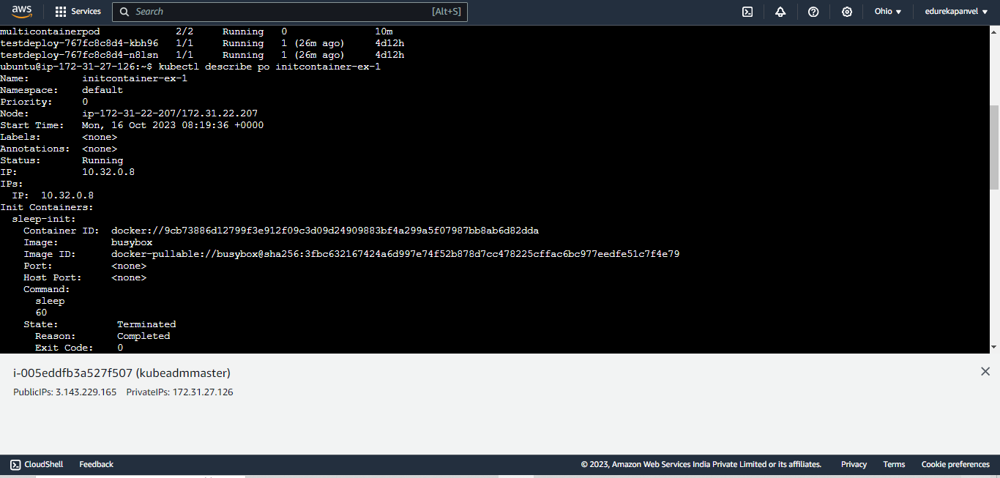 aws Services Search [Alt+S] Ohio ▼ edurekapanvel ▼
multicontainerpod 2/2 Running 0 10m
testdeploy-767fc8c8d4-kbh96 1/1 Running 1 (26m ago) 4d12h
testdeploy-767fc8c8d4-n8lsn 1/1 Running 1 (26m ago) 4d12h
ubuntu@ip-172-31-27-126:~$ kubectl describe po initcontainer-ex-1
Name: initcontainer-ex-1
Namespace: default
Priority: 0
Node: ip-172-31-22-207/172.31.22.207
Start Time: Mon, 16 Oct 2023 08:19:36 +0000
Labels: <none>
Annotations: <none>
Status: Running
IP: 10.32.0.8
IPs:
IP: 10.32.0.8
Init Containers:
sleep-init:
Container ID: docker://9cb73886d12799f3e912f09c3d09d24909883bf4a299a5f07987bb8ab6d82dda
Image: busybox
Image ID: docker-pullable://busybox@sha256:3fbc632167424a6d997e74f52b878d7cc478225cffac6bc977eedfe51c7f4e79
Port: <none>
Host Port: <none>
Command:
sleep
60
State: Terminated
Reason: Completed
Exit Code: 0
i-005eddfb3a527f507 (kubeadmmaster)
PublicIPs: 3.143.229.165 PrivateIPs: 172.31.27.126
CloudShell Feedback © 2023, Amazon Web Services India Private Limited or its affiliates. Privacy Terms Cookie preferences